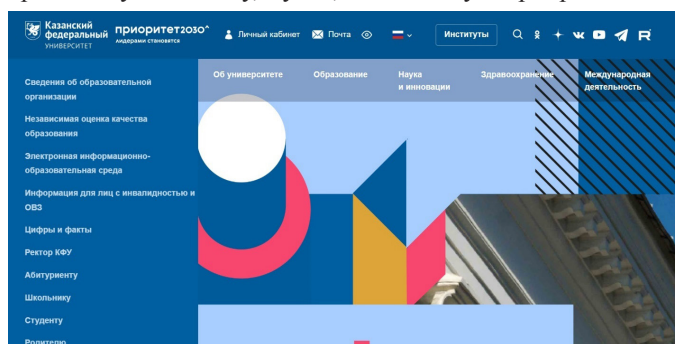 Казанский
федеральный
УНИВЕРСИТЕТ
приоритет2030^
лидерами становятся
Личный кабинет
Почта
Институты
Об университете
Образование
Наука
и инновации
Здравоохранение
Международная
деятельность
Сведения об образовательной
организации
Независимая оценка качества
образования
Электронная информационно-
образовательная среда
Информация для лиц с инвалидностью и
ОВЗ
Цифры и факты
Ректор КФУ
Абитуриенту
Школьнику
Студенту
Родителю